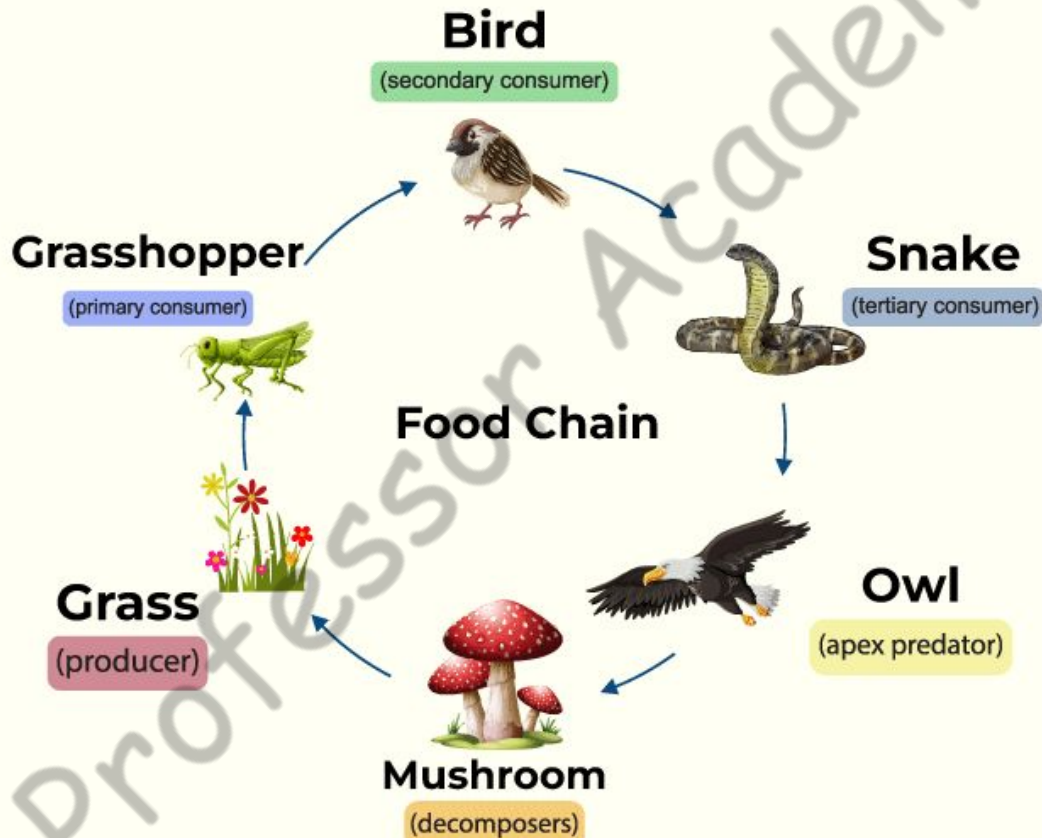 Bird
(secondary consumer)
Grasshopper
(primary consumer)
Snake
(tertiary consumer)
Food Chain
Grass
(producer)
Owl
(apex predator)
Mushroom
(decomposers)
Professor Academ